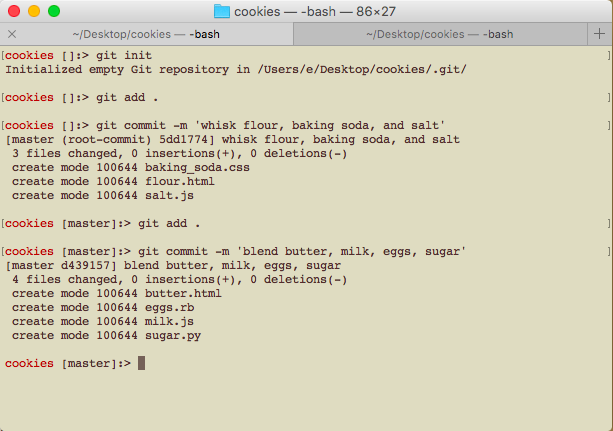 cookies — -bash — 86×27
~/Desktop/cookies — -bash
~/Desktop/cookies — -bash
[cookies []:> git init
Initialized empty Git repository in /Users/e/Desktop/cookies/.git/
[cookies []:> git add .
[cookies []:> git commit -m 'whisk flour, baking soda, and salt'
[master (root-commit) 5dd1774] whisk flour, baking soda, and salt
3 files changed, 0 insertions(+), 0 deletions(-)
create mode 100644 baking_soda.css
create mode 100644 flour.html
create mode 100644 salt.js
[cookies [master]:> git add .
[cookies [master]:> git commit -m 'blend butter, milk, eggs, sugar'
[master d439157] blend butter, milk, eggs, sugar
4 files changed, 0 insertions(+), 0 deletions(-)
create mode 100644 butter.html
create mode 100644 eggs.rb
create mode 100644 milk.js
create mode 100644 sugar.py
cookies [master]:>